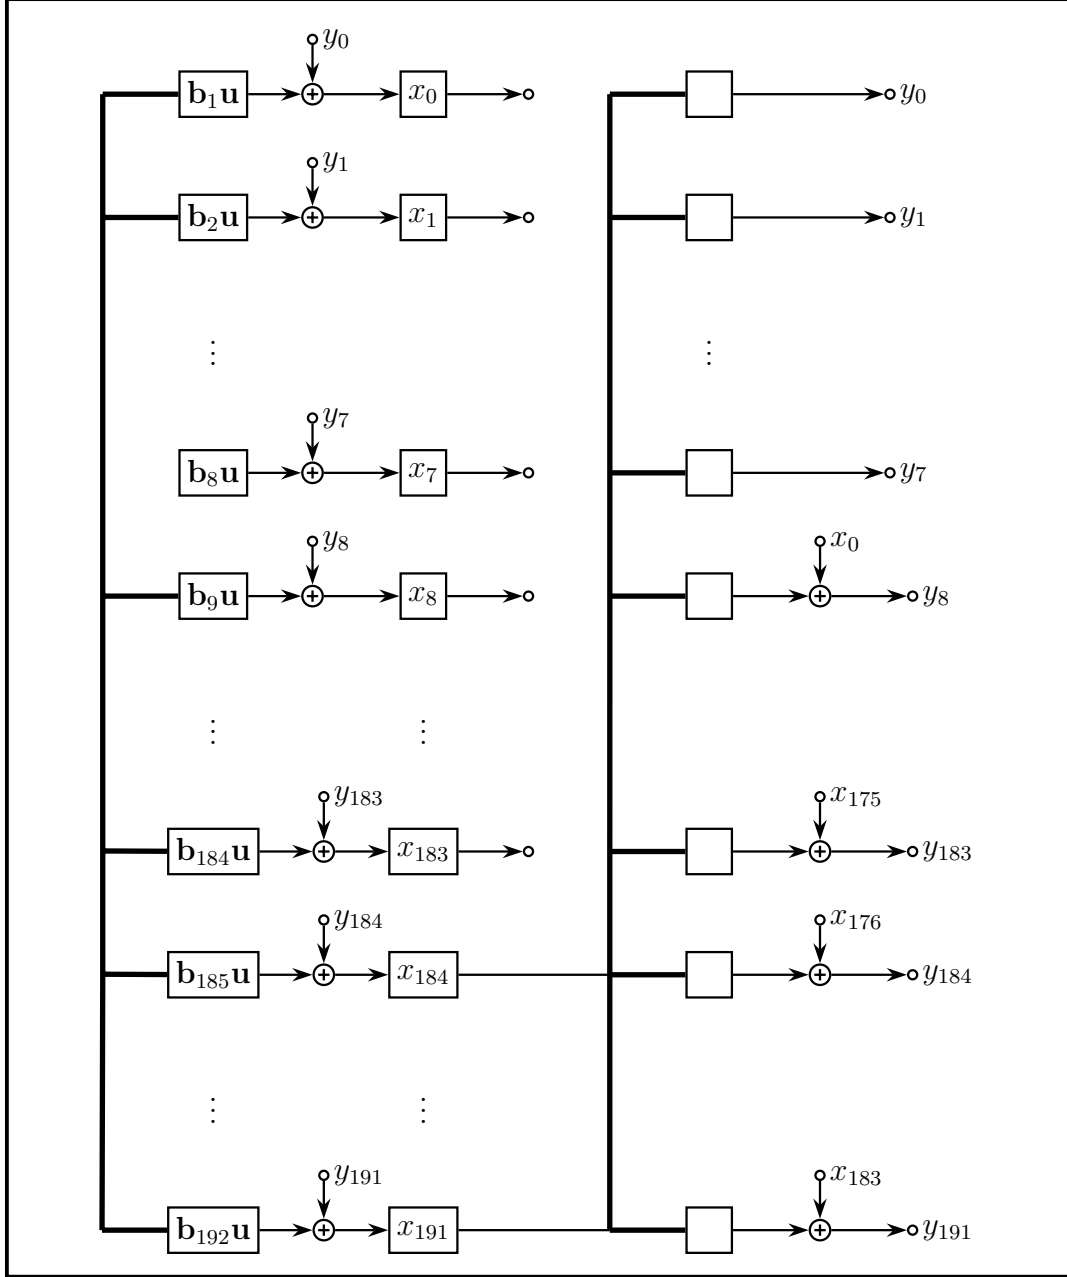 y₀
b₁u x₀ y₀
y₁
b₂u x₁ y₁
⋮ ⋮
y₇
b₈u x₇ y₇
y₈ x₀
b₉u x₈ y₈
⋮ ⋮
y₁₈₃ x₁₇₅
b₁₈₄u x₁₈₃ y₁₈₃
y₁₈₄ x₁₇₆
b₁₈₅u x₁₈₄ y₁₈₄
⋮ ⋮
y₁₉₁ x₁₈₃
b₁₉₂u x₁₉₁ y₁₉₁